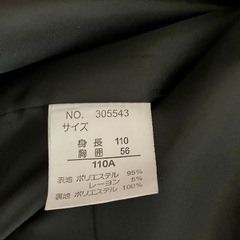 NO. 305543
サイズ
身長 110
胸囲 56
110A
表地 ポリエステル 95%
レーヨン 5%
裏地 ポリエステル 100%